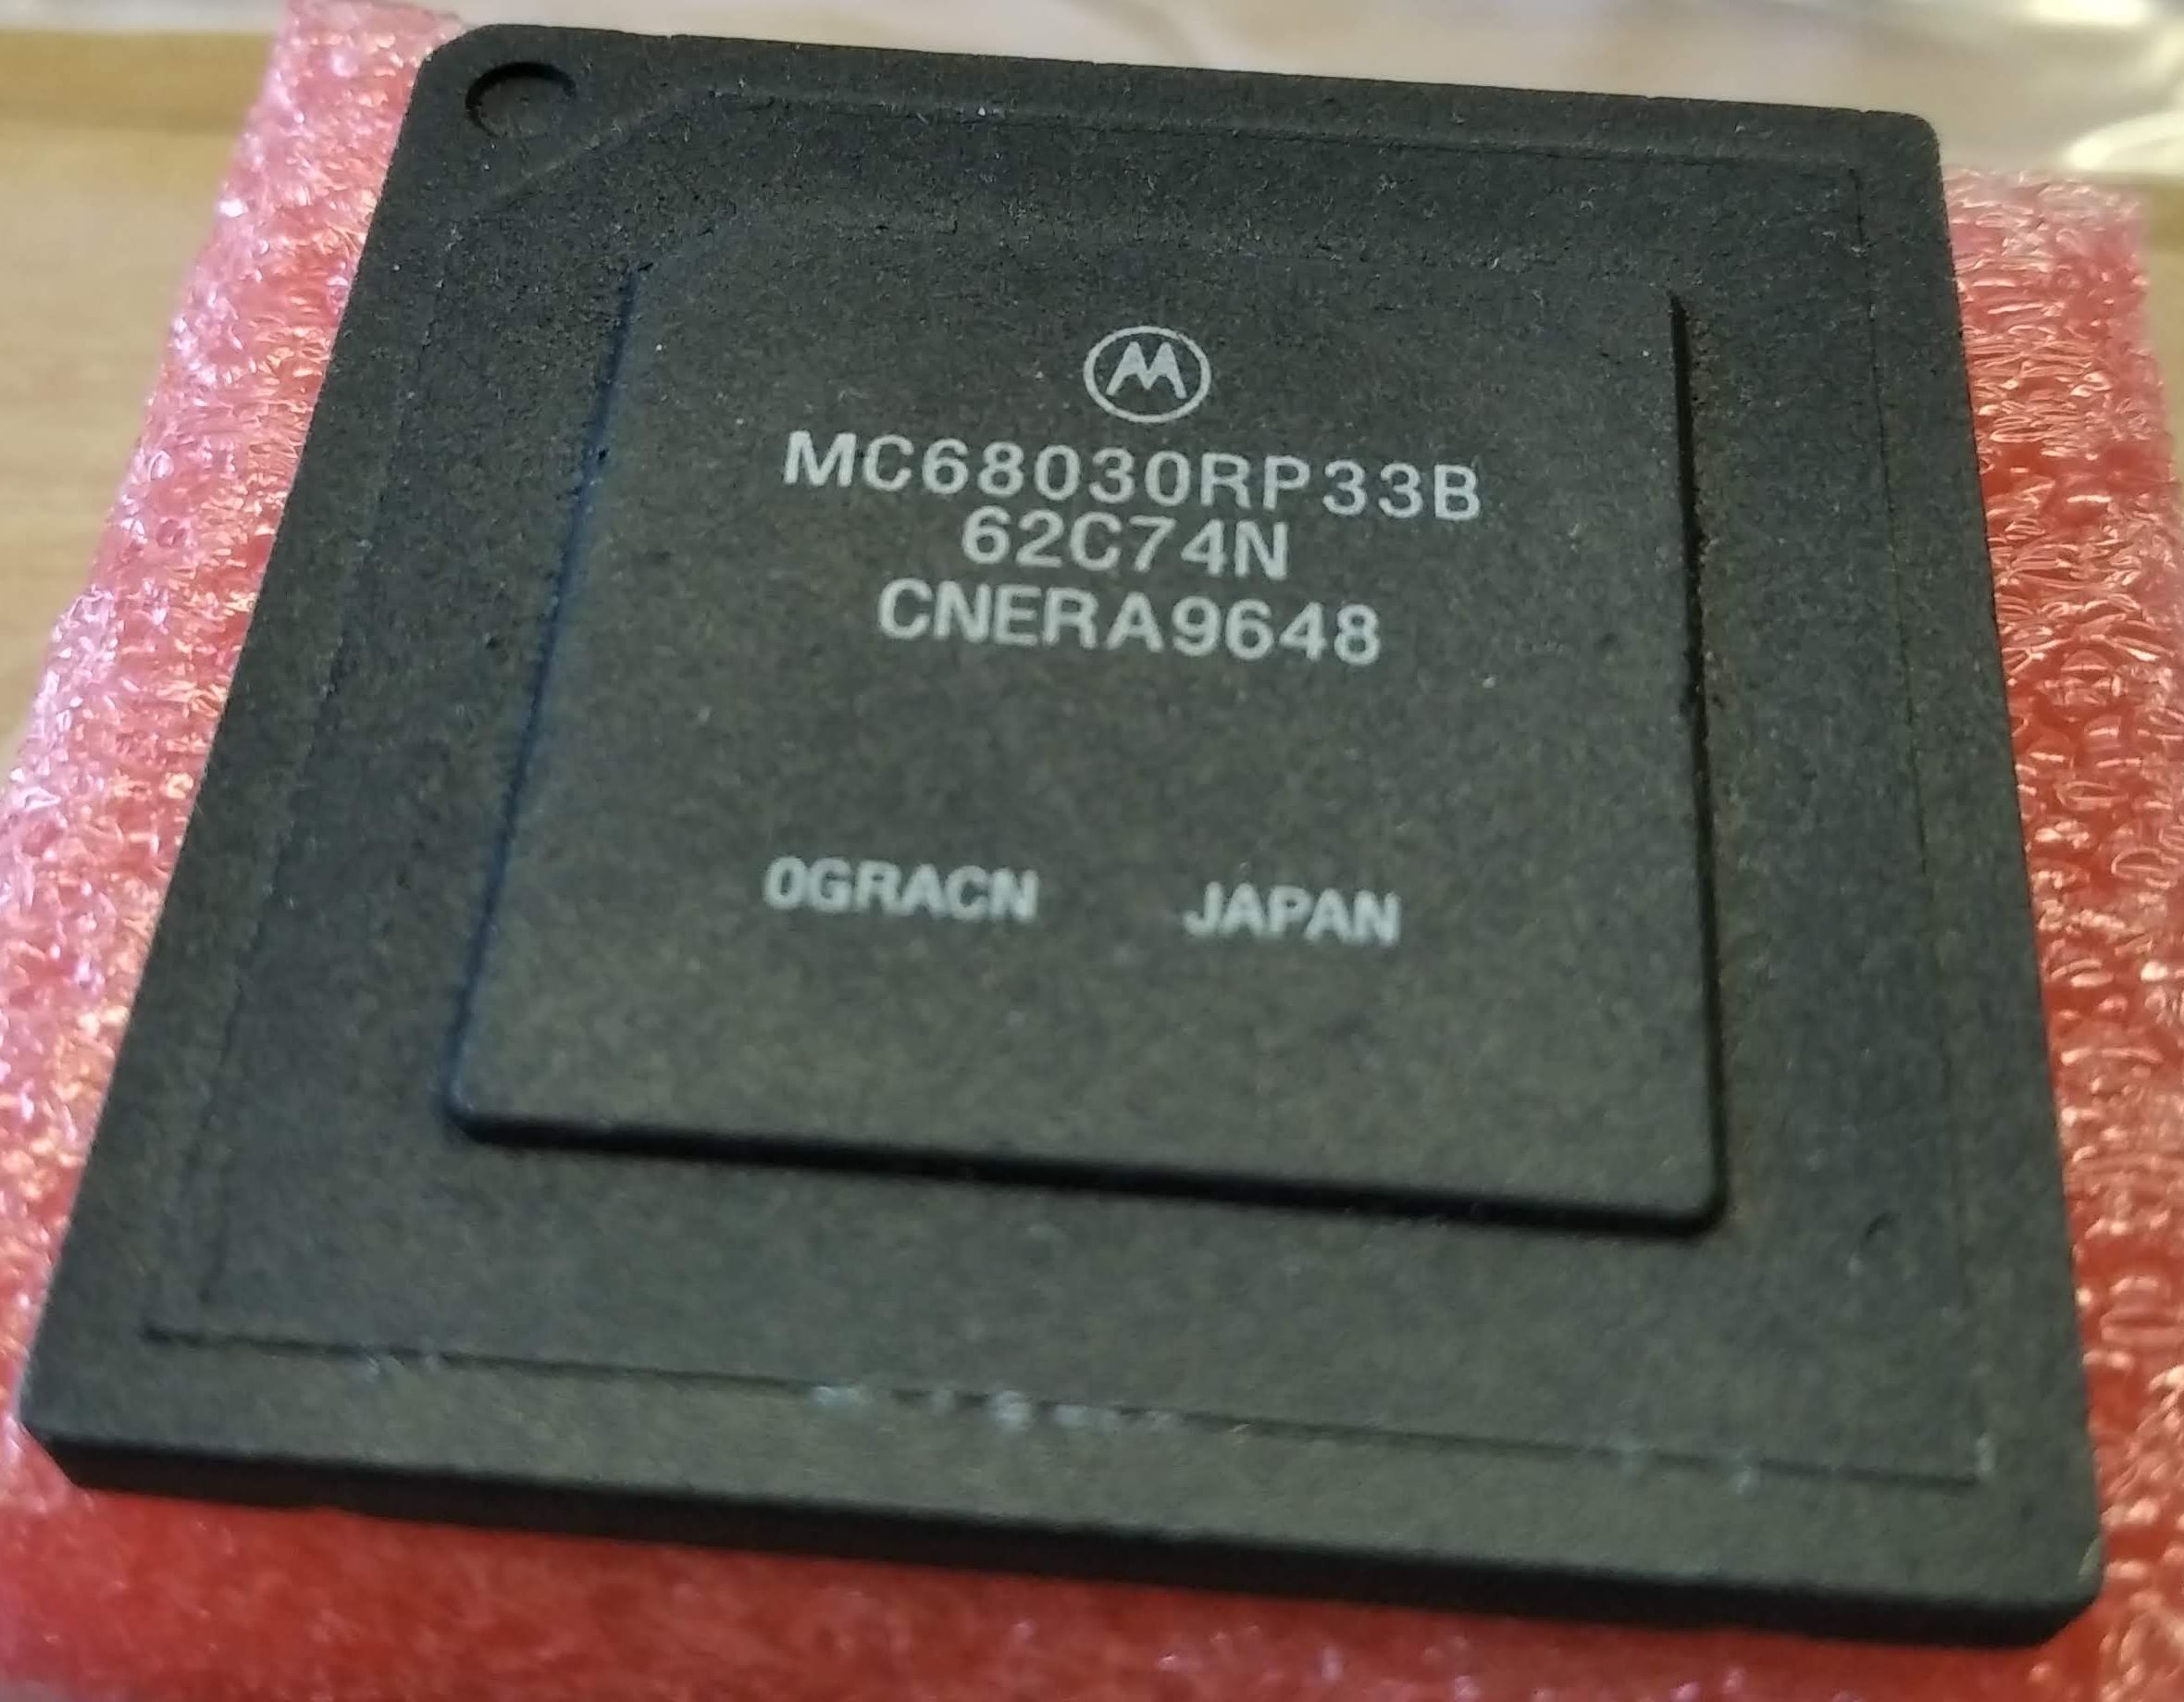 MC68030RP33B
62C74N
CNERA9648
0GRACN JAPAN